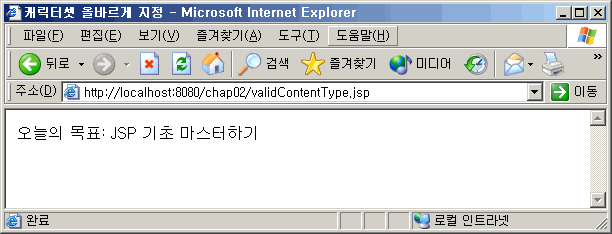 캐릭터셋 올바르게 지정 - Microsoft Internet Explorer
파일(F) 편집(E) 보기(V) 즐겨찾기(A) 도구(T) 도움말(H)
뒤로 검색 즐겨찾기 미디어 »
주소(D) http://localhost:8080/chap02/validContentType.jsp 이동
오늘의 목표: JSP 기초 마스터하기
완료 로컬 인트라넷